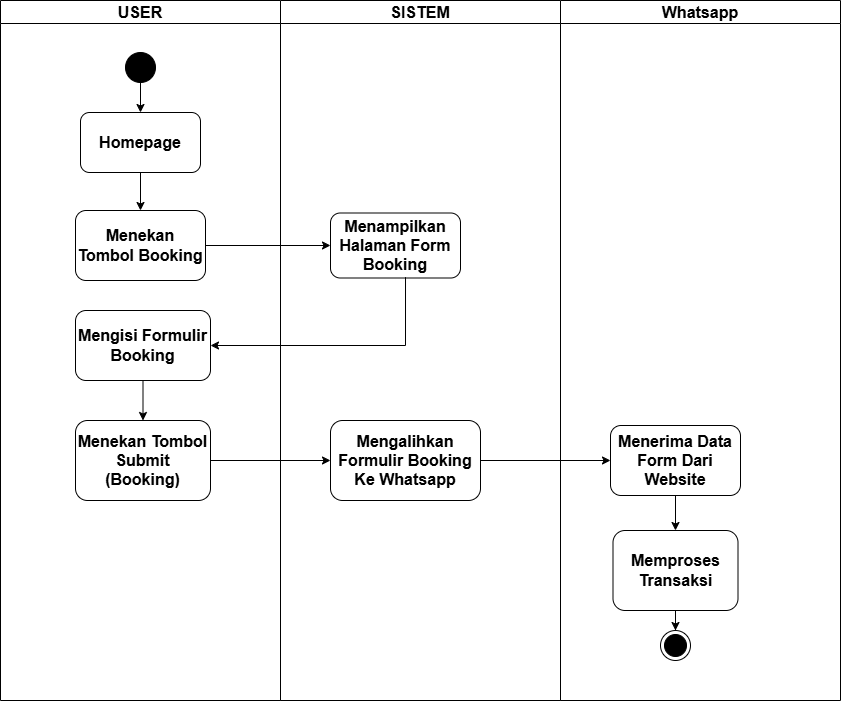 USER
SISTEM
Whatsapp
Homepage
Menekan
Tombol Booking
Menampilkan
Halaman Form
Booking
Mengisi Formulir
Booking
Menekan Tombol
Submit
(Booking)
Mengalihkan
Formulir Booking
Ke Whatsapp
Menerima Data
Form Dari
Website
Memproses
Transaksi